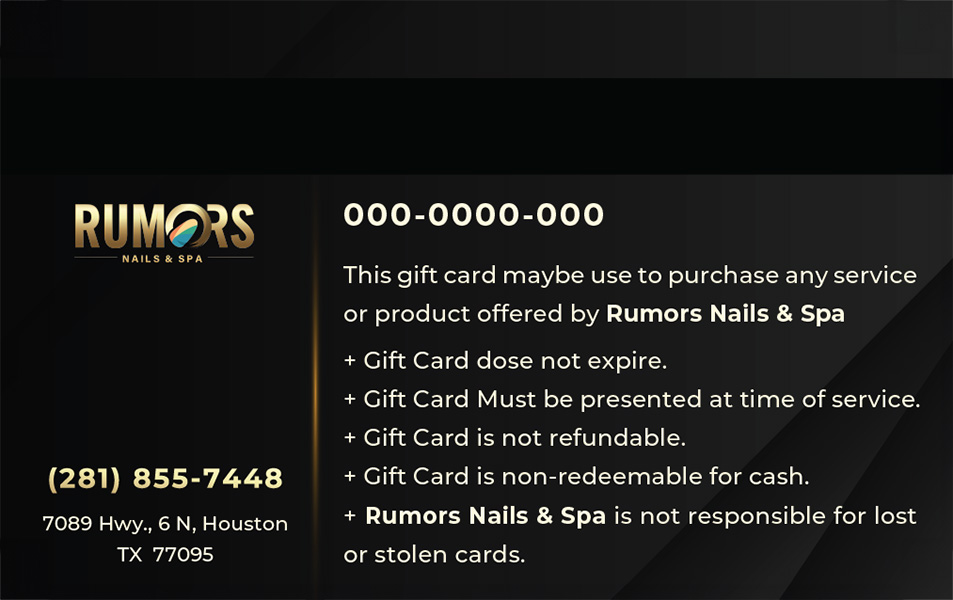 RUMORS
NAILS & SPA
(281) 855-7448
7089 Hwy., 6 N, Houston
TX 77095
000-0000-000
This gift card maybe use to purchase any service
or product offered by Rumors Nails & Spa
+ Gift Card dose not expire.
+ Gift Card Must be presented at time of service.
+ Gift Card is not refundable.
+ Gift Card is non-redeemable for cash.
+ Rumors Nails & Spa is not responsible for lost
or stolen cards.